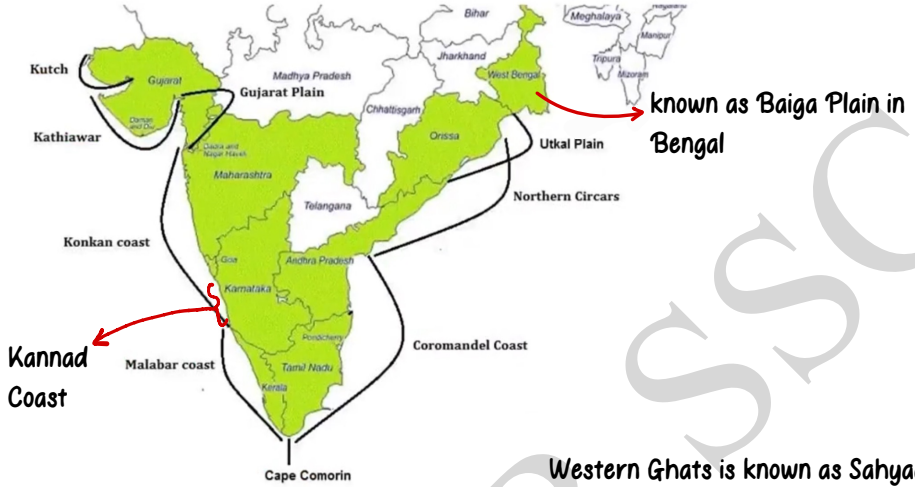 Bihar
Meghalaya
Manipur
Jharkhand
Tripura
Mizoram
West Bengal
Kutch
Gujarat
Madhya Pradesh
Gujarat Plain
Chhattisgarh
known as Baiga Plain in
Bengal
Kathiawar
Daman
and Diu
Orissa
Utkal Plain
Dadra and
Nagar Haveli
Maharashtra
Telangana
Northern Circars
Konkan coast
Goa
Andhra Pradesh
Karnataka
Kannad
Coast
Malabar coast
Pondicherry
Coromandel Coast
Tamil Nadu
Kerala
Cape Comorin
Western Ghats is known as Sahya
SSC